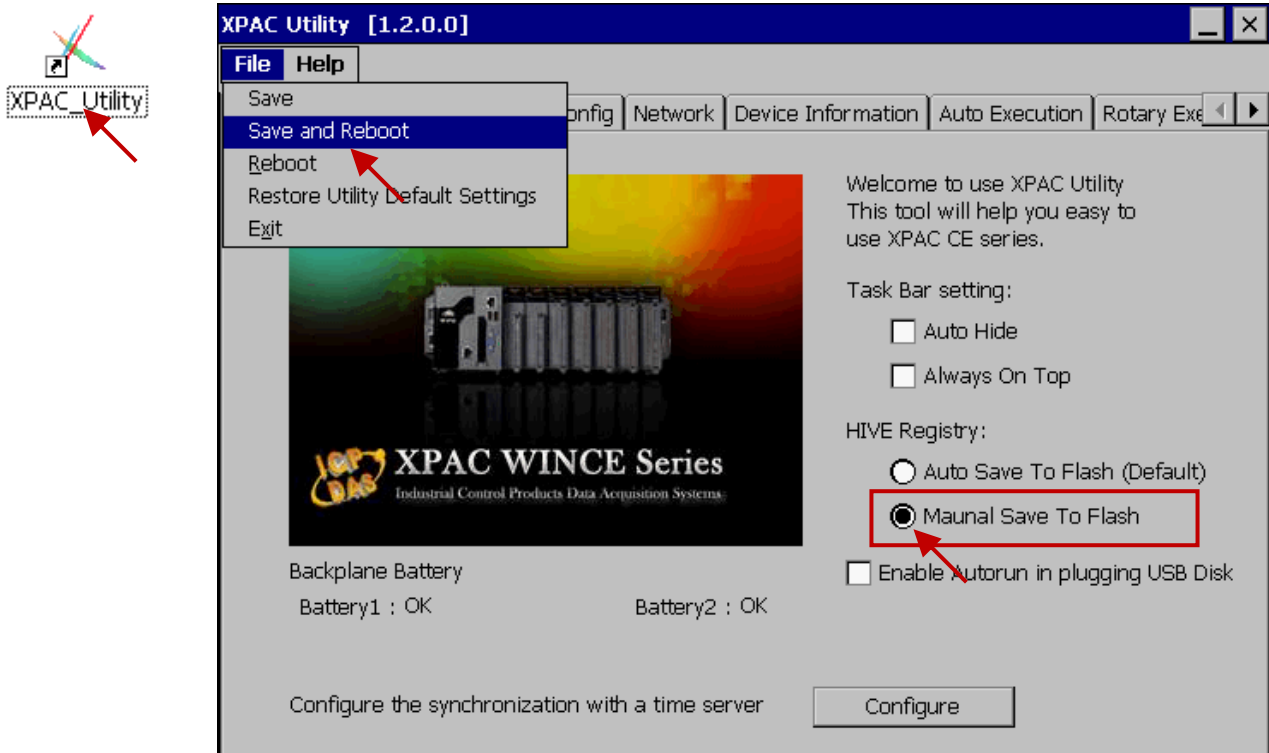 XPAC_Utility
XPAC Utility [1.2.0.0]
File Help
Save
Save and Reboot
Reboot
Restore Utility Default Settings
Exit
Network Device Information Auto Execution
Welcome to use XPAC Utility
This tool will help you easy to
use XPAC CE series.
Task Bar setting:
Auto Hide
Always On Top
HIVE Registry:
Auto Save To Flash (Default)
Maunal Save To Flash
Enable Autorun in plugging USB Disk
ICP
DAS
XPAC WINCE Series
Industrial Control Products Data Acquisition Systems
Backplane Battery
Battery1 : OK Battery2 : OK
Configure the synchronization with a time server Configure